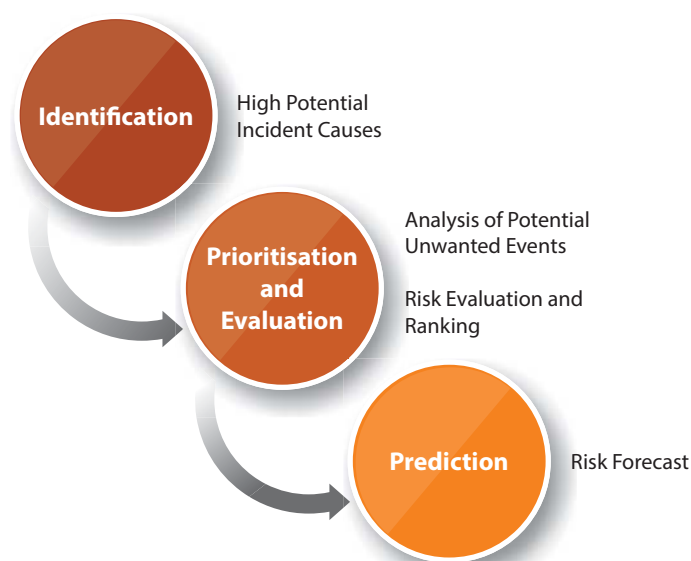 Identification
High Potential
Incident Causes
Prioritisation
and
Evaluation
Analysis of Potential
Unwanted Events
Risk Evaluation and
Ranking
Prediction
Risk Forecast